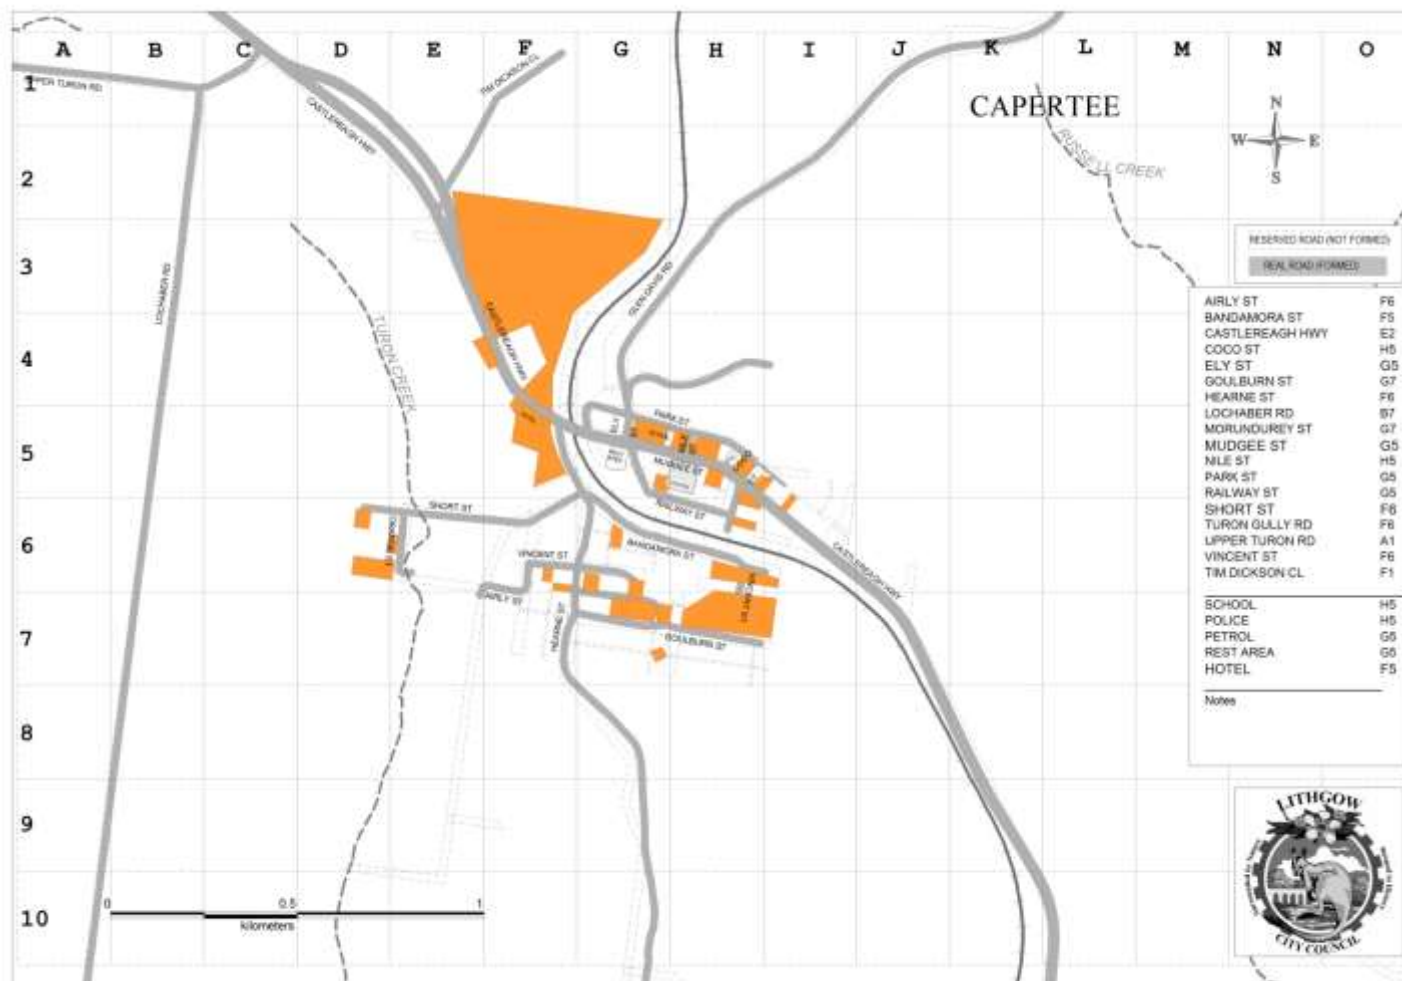 A B C D E F G H I J K L M N O
1
2
3
4
5
6
7
8
9
10
CAPERTEE
N
W E
S
RUSSELL CREEK
TURON CREEK
UPPER TURON RD
CASTLEREAGH HWY
TIM DICKSON CL
LOCHABER RD
GLEN DAVIS RD
CASTLEREAGH HWY
PARK ST
ELY
MUDGEE ST
RAILWAY ST
SHORT ST
VINCENT ST
BANDAMORA ST
AIRLY ST
HEARNE ST
GOULBURN ST
CASTLEREAGH HWY
RESERVED ROAD (NOT FORMED)
REAL ROAD (FORMED)
AIRLY ST F6
BANDAMORA ST F5
CASTLEREAGH HWY E2
COCO ST H5
ELY ST G5
GOULBURN ST G7
HEARNE ST F6
LOCHABER RD B7
MORUNDUREY ST G7
MUDGEE ST G5
NILE ST H5
PARK ST G5
RAILWAY ST G5
SHORT ST F6
TURON GULLY RD F6
UPPER TURON RD A1
VINCENT ST F6
TIM DICKSON CL F1
SCHOOL H5
POLICE H5
PETROL G5
REST AREA G5
HOTEL F5
Notes
0 0.5 1
kilometers
LITHGOW
CITY COUNCIL